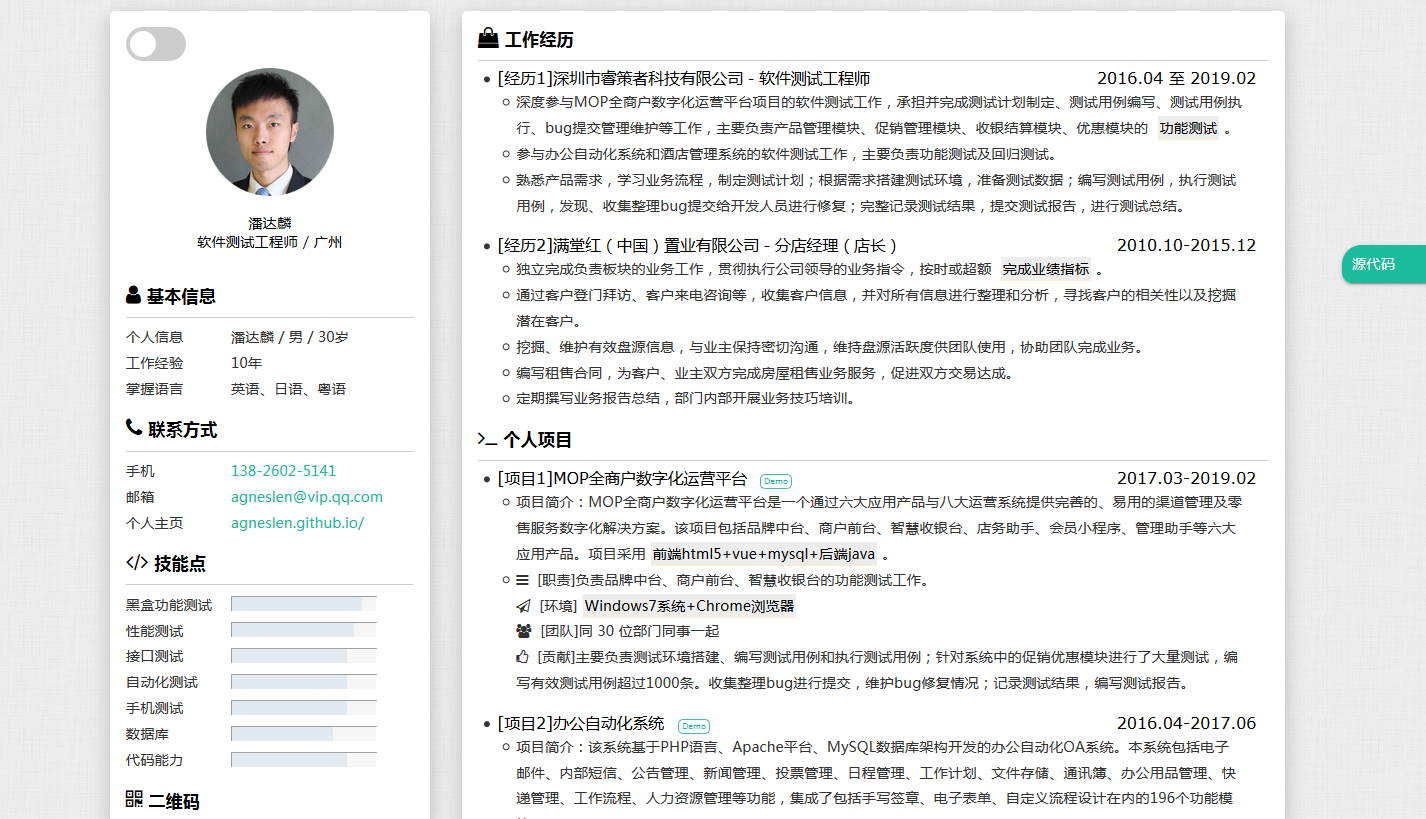 潘达麟
软件测试工程师 / 广州
基本信息
个人信息 潘达麟 / 男 / 30岁
工作经验 10年
掌握语言 英语、日语、粤语
联系方式
手机 138-2602-5141
邮箱 agneslen@vip.qq.com
个人主页 agneslen.github.io/
技能点
黑盒功能测试
性能测试
接口测试
自动化测试
手机测试
数据库
代码能力
二维码
工作经历
[经历1]深圳市睿策者科技有限公司 - 软件测试工程师 2016.04 至 2019.02
深度参与MOP全商户数字化运营平台项目的软件测试工作，承担并完成测试计划制定、测试用例编写、测试用例执
行、bug提交管理维护等工作，主要负责产品管理模块、促销管理模块、收银结算模块、优惠模块的 功能测试 。
参与办公自动化系统和酒店管理系统的软件测试工作，主要负责功能测试及回归测试。
熟悉产品需求，学习业务流程，制定测试计划；根据需求搭建测试环境，准备测试数据；编写测试用例，执行测试
用例，发现、收集整理bug提交给开发人员进行修复；完整记录测试结果，提交测试报告，进行测试总结。
[经历2]满堂红（中国）置业有限公司 - 分店经理（店长） 2010.10-2015.12
独立完成负责板块的业务工作，贯彻执行公司领导的业务指令，按时或超额 完成业绩指标 。
通过客户登门拜访、客户来电咨询等，收集客户信息，并对所有信息进行整理和分析，寻找客户的相关性以及挖掘
潜在客户。
挖掘、维护有效盘源信息，与业主保持密切沟通，维持盘源活跃度供团队使用，协助团队完成业务。
编写租售合同，为客户、业主双方完成房屋租售业务服务，促进双方交易达成。
定期撰写业务报告总结，部门内部开展业务技巧培训。
个人项目
[项目1]MOP全商户数字化运营平台 Demo 2017.03-2019.02
项目简介：MOP全商户数字化运营平台是一个通过六大应用产品与八大运营系统提供完善的、易用的渠道管理及零
售服务数字化解决方案。该项目包括品牌中台、商户前台、智慧收银台、店务助手、会员小程序、管理助手等六大
应用产品。项目采用 前端html5+vue+mysql+后端java 。
[职责]负责品牌中台、商户前台、智慧收银台的功能测试工作。
[环境] Windows7系统+Chrome浏览器
[团队]同 30 位部门同事一起
[贡献]主要负责测试环境搭建、编写测试用例和执行测试用例；针对系统中的促销优惠模块进行了大量测试，编
写有效测试用例超过1000条。收集整理bug进行提交，维护bug修复情况；记录测试结果，编写测试报告。
[项目2]办公自动化系统 Demo 2016.04-2017.06
项目简介：该系统基于PHP语言、Apache平台、MySQL数据库架构开发的办公自动化OA系统。本系统包括电子
邮件、内部短信、公告管理、新闻管理、投票管理、日程管理、工作计划、文件存储、通讯簿、办公用品管理、快
递管理、工作流程、人力资源管理等功能，集成了包括手写签章、电子表单、自定义流程设计在内的196个功能模
源代码